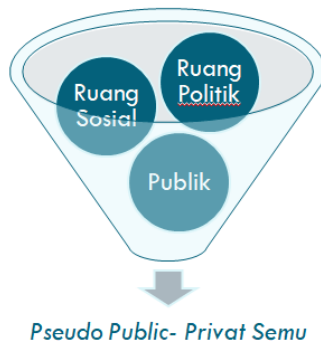 Ruang
Sosial
Ruang
Politik
Publik
Pseudo Public- Privat Semu